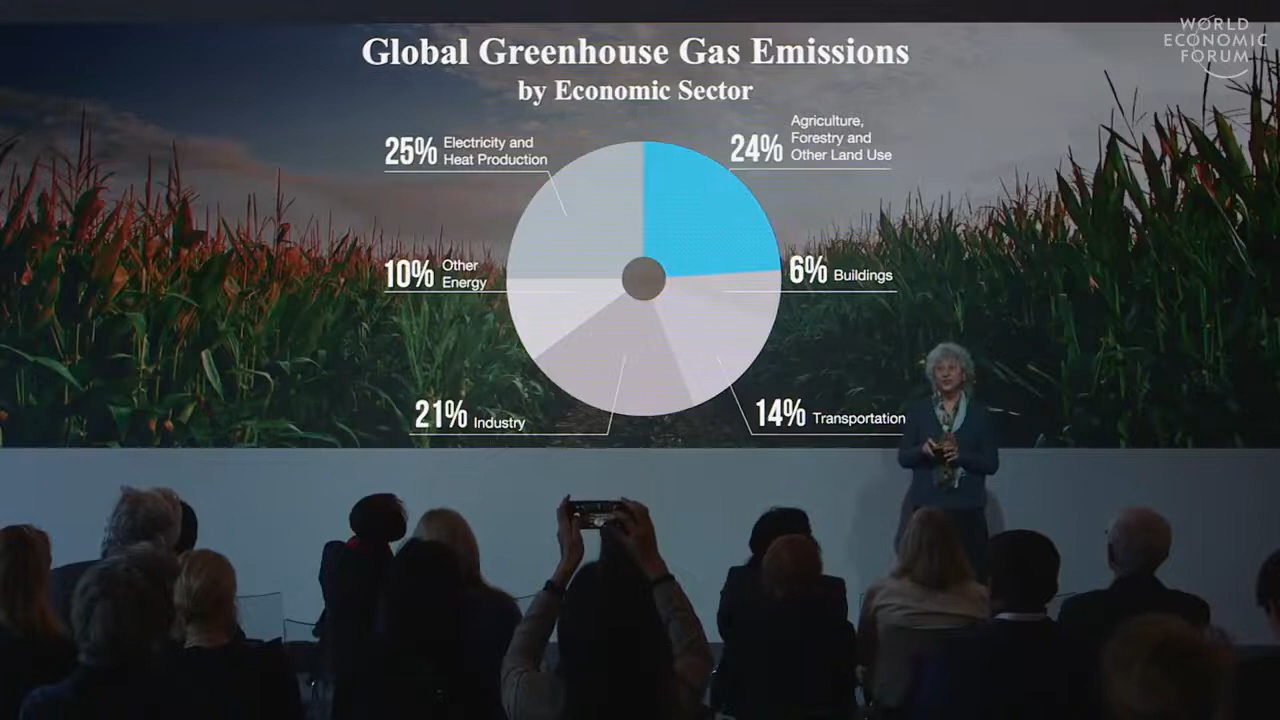 WORLD
ECONOMIC
FORUM
Global Greenhouse Gas Emissions
by Economic Sector
25% Electricity and
Heat Production
24% Agriculture,
Forestry and
Other Land Use
10% Other
Energy
6% Buildings
21% Industry
14% Transportation